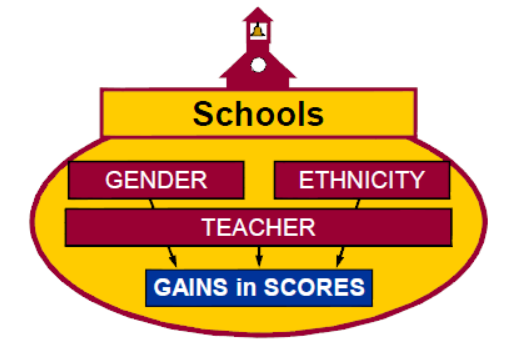 Schools
GENDER ETHNICITY
TEACHER
GAINS in SCORES